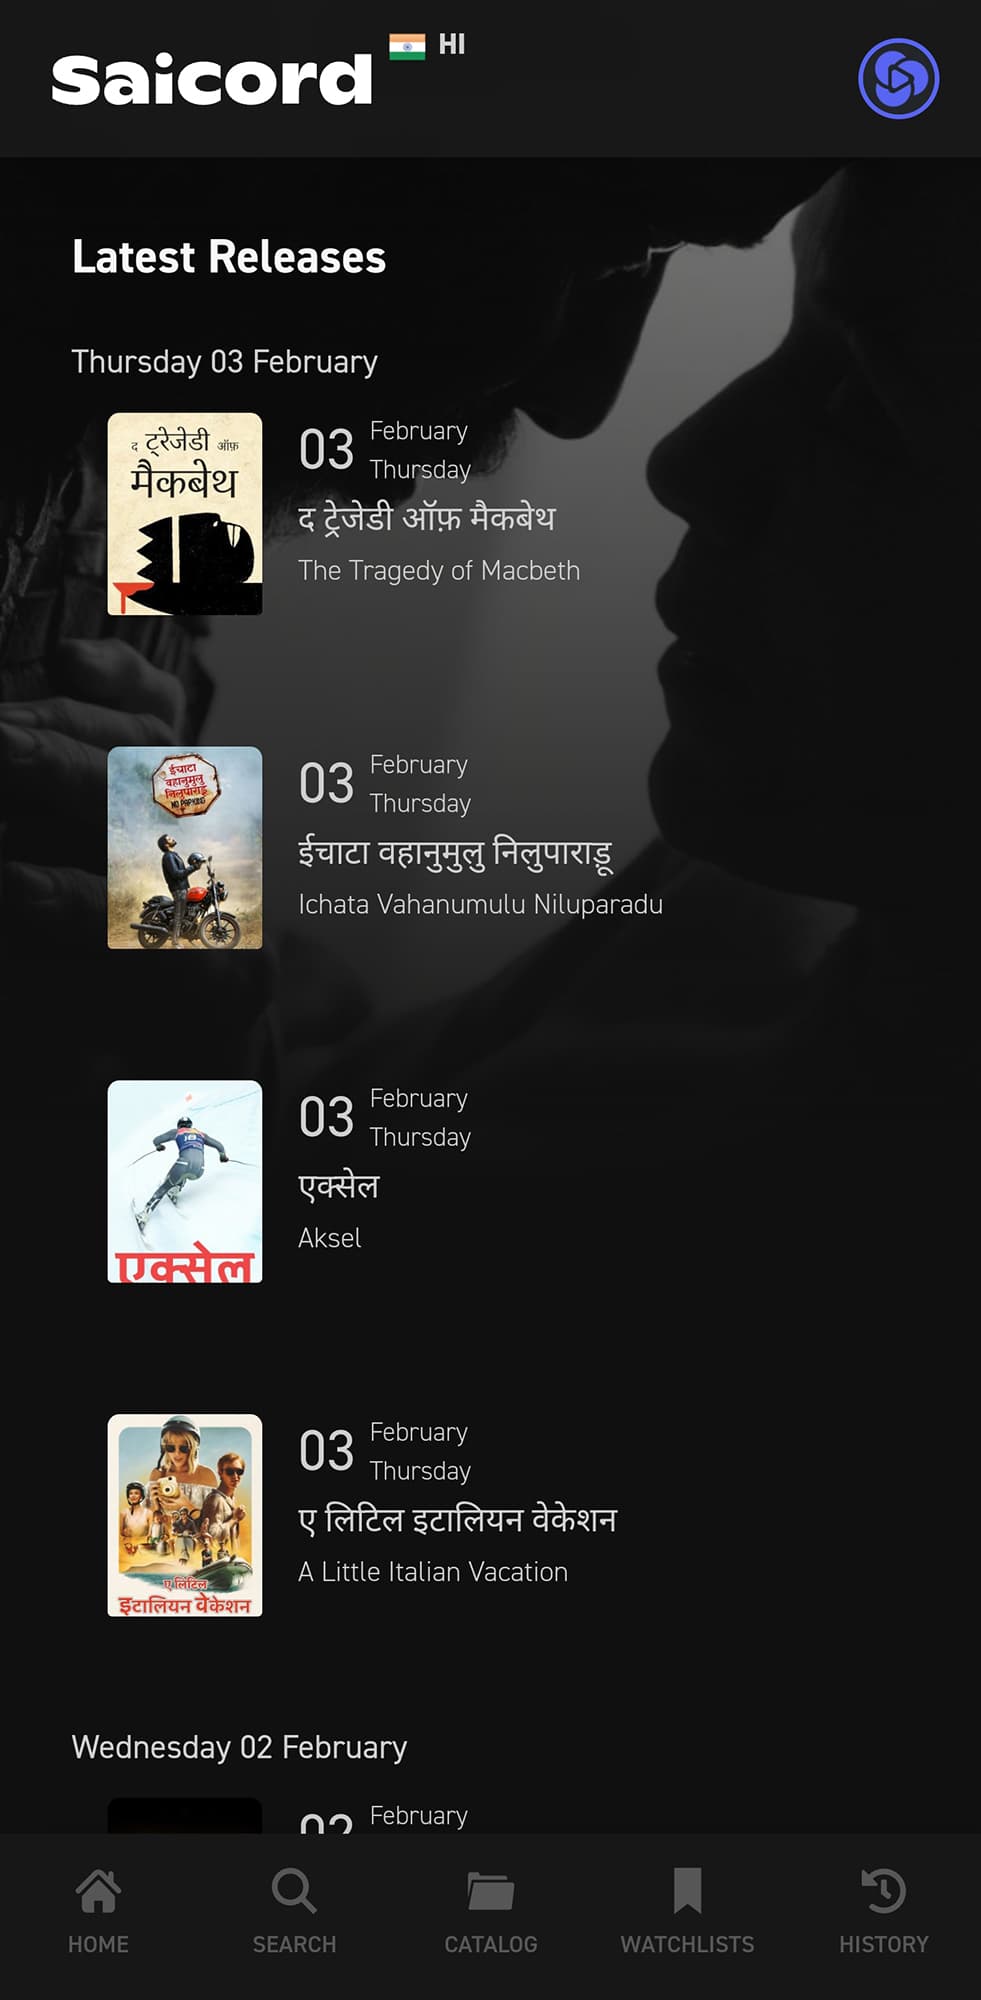 Saicord HI
Latest Releases
Thursday 03 February
द ट्रेजेडी ऑफ़
मैकबेथ
03
February
Thursday
द ट्रेजेडी ऑफ़ मैकबेथ
The Tragedy of Macbeth
ईचाटा
वहानुमुलु
निलुपाराडू
NO PARKING
03
February
Thursday
ईचाटा वहानुमुलु निलुपाराडू
Ichata Vahanumulu Niluparadu
एक्सेल
03
February
Thursday
एक्सेल
Aksel
ए लिटिल
इटालियन वेकेशन
03
February
Thursday
ए लिटिल इटालियन वेकेशन
A Little Italian Vacation
Wednesday 02 February
02
February
HOME
SEARCH
CATALOG
WATCHLISTS
HISTORY